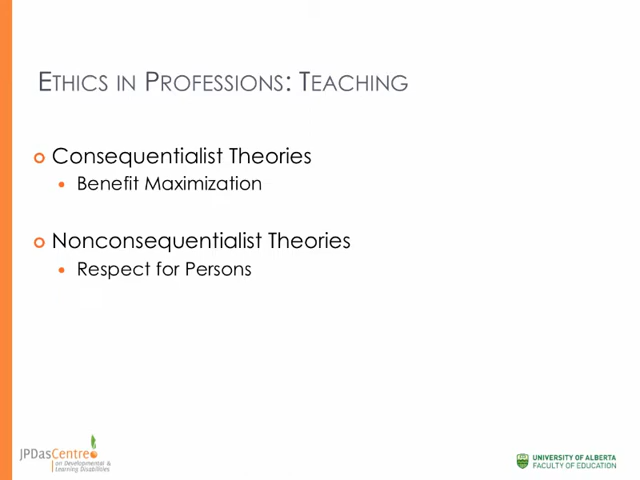 ETHICS IN PROFESSIONS: TEACHING
Consequentialist Theories
Benefit Maximization
Nonconsequentialist Theories
Respect for Persons
JPDasCentre
on Developmental &
Learning Disabilities
UNIVERSITY OF ALBERTA
FACULTY OF EDUCATION